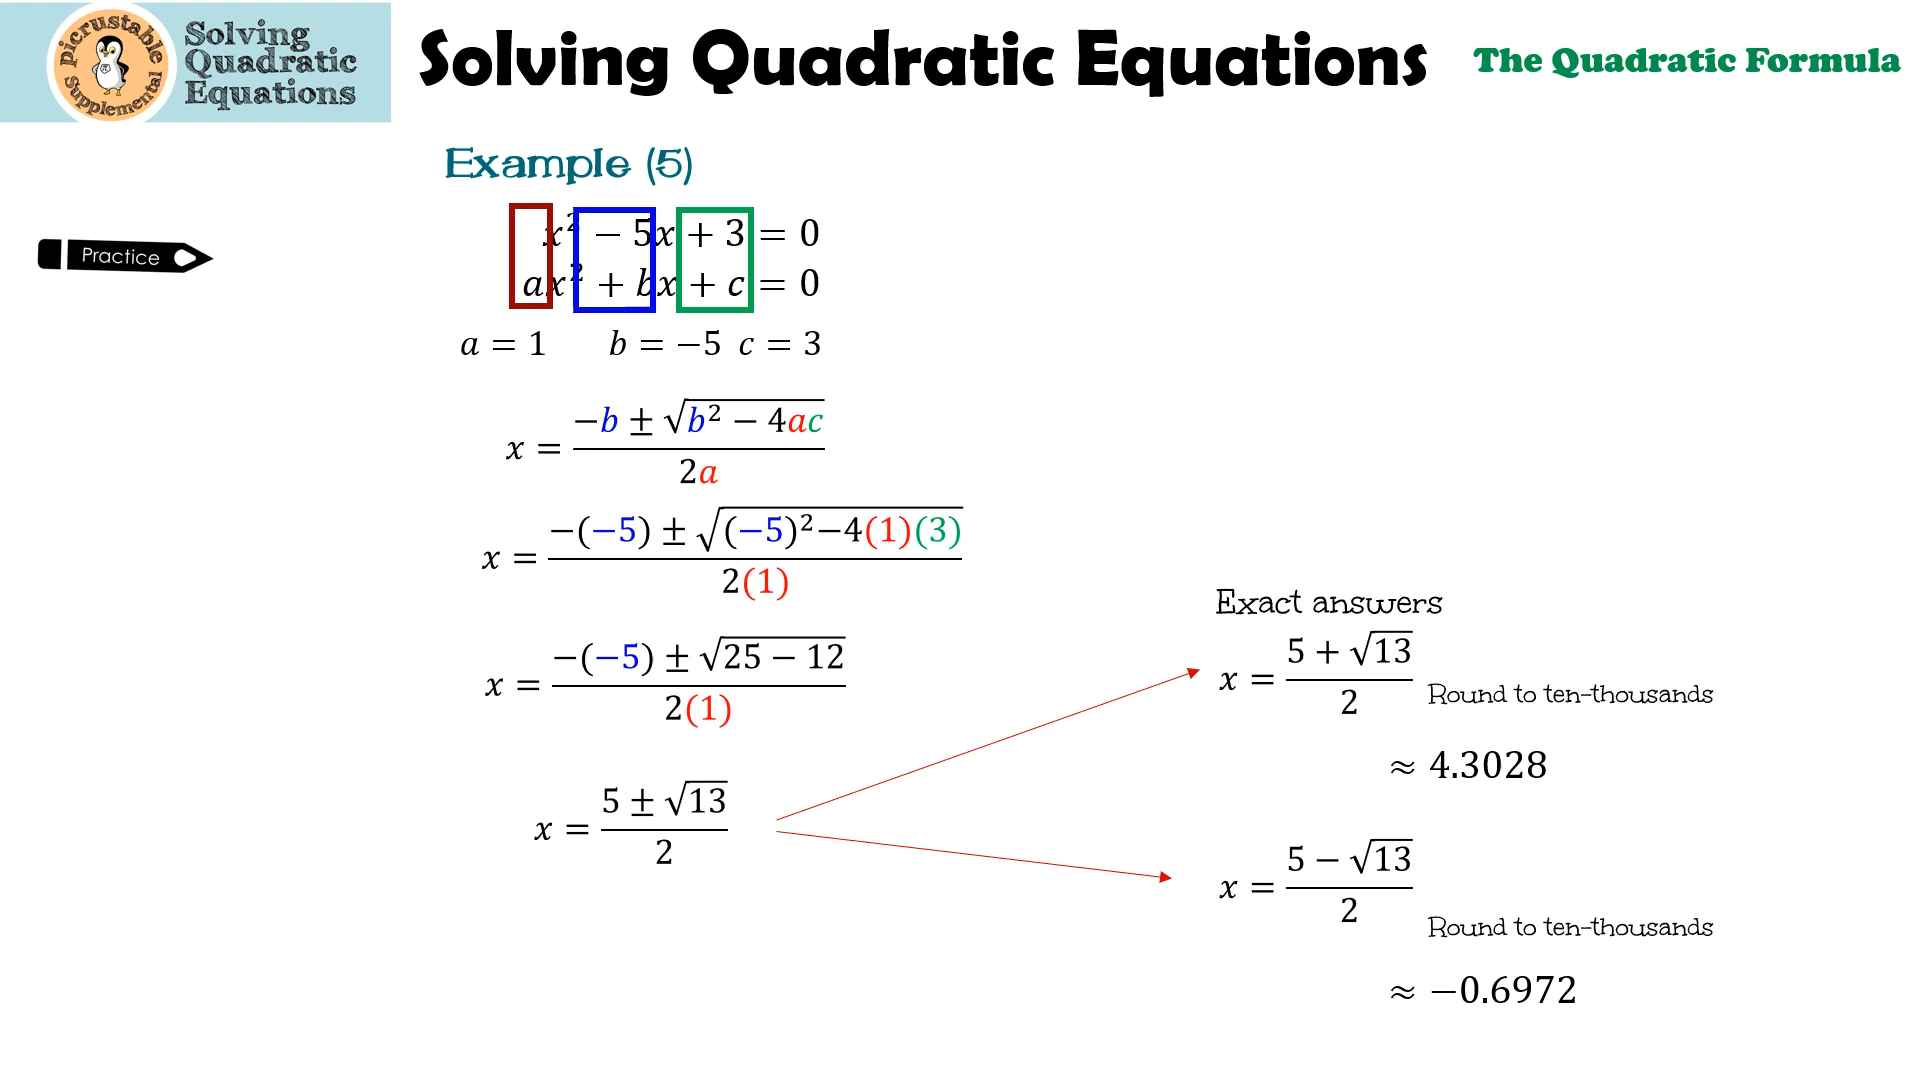 picrustable
Supplemental
Solving
Quadratic
Equations
Solving Quadratic Equations
The Quadratic Formula
Example (5)
x² − 5x + 3 = 0
Practice
ax² + bx + c = 0
a = 1 b = −5 c = 3
x = (−b ± √(b² − 4ac)) / 2a
x = (−(−5) ± √((−5)²−4(1)(3))) / 2(1)
x = (−(−5) ± √(25 − 12)) / 2(1)
x = (5 ± √13) / 2
Exact answers
x = (5 + √13) / 2
Round to ten-thousands
≈ 4.3028
x = (5 − √13) / 2
Round to ten-thousands
≈ −0.6972